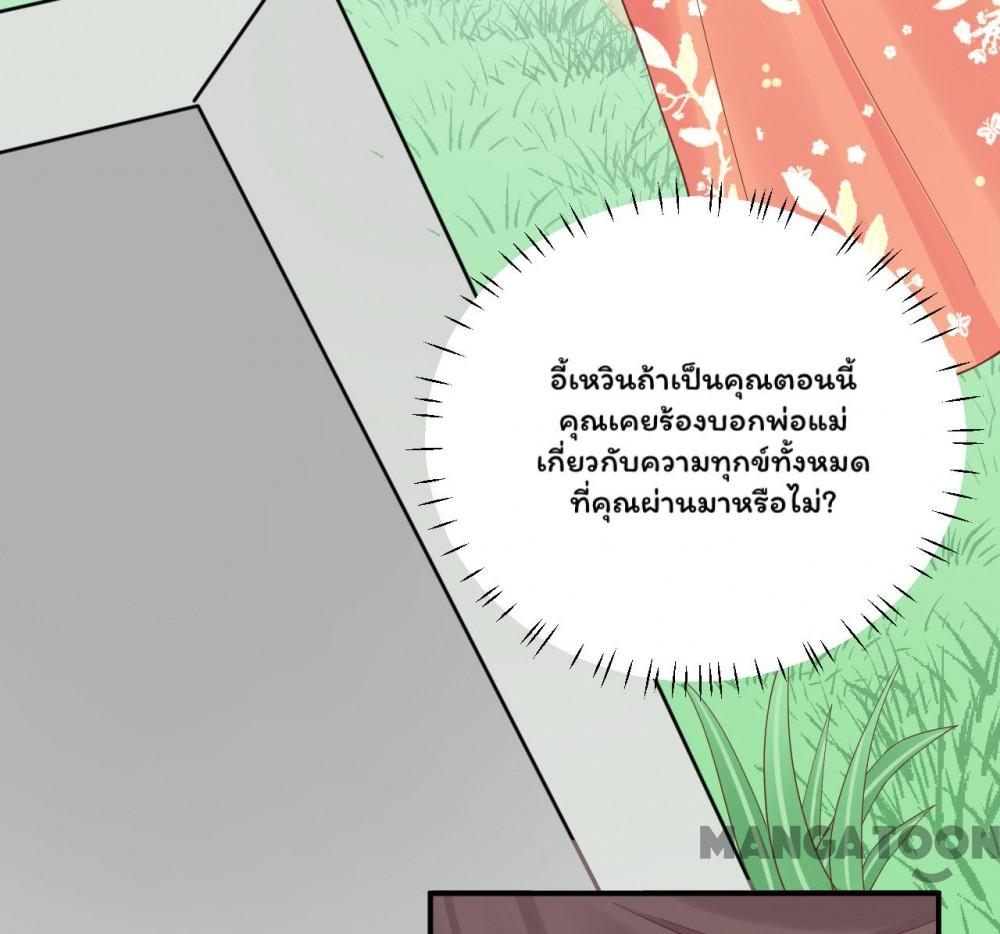 อี้เหวินถ้าเป็นคุณตอนนี้
คุณเคยร้องบอกพ่อแม่
เกี่ยวกับความทุกข์ทั้งหมด
ที่คุณผ่านมาหรือไม่?
MANGATOON